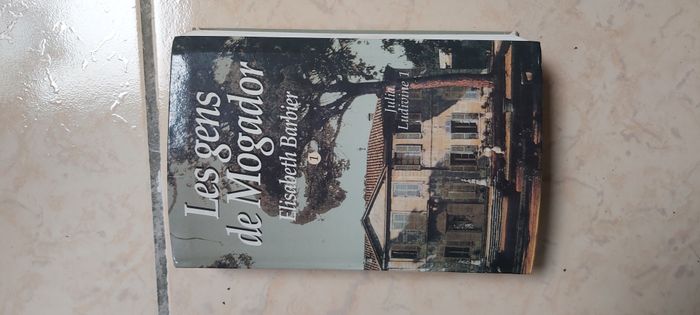 Les gens
de Mogador
Elisabeth Barbier
1
Julia
Ludivine 1